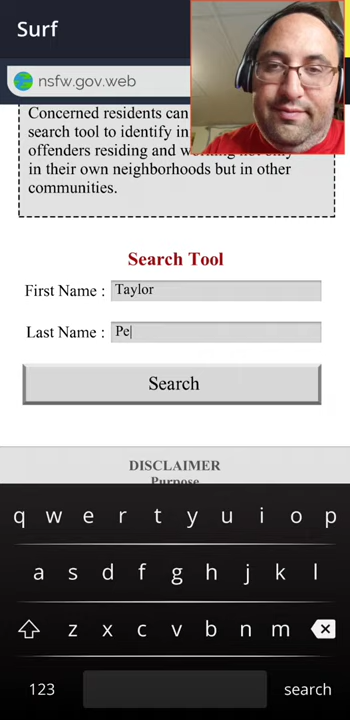 Surf
nsfw.gov.web
Concerned residents can
search tool to identify in
offenders residing and
in their own neighborhoods but in other
communities.
Search Tool
First Name : Taylor
Last Name : Pe
Search
DISCLAIMER
Purpose
q w e r t y u i o p
a s d f g h j k l
z x c v b n m
123 search